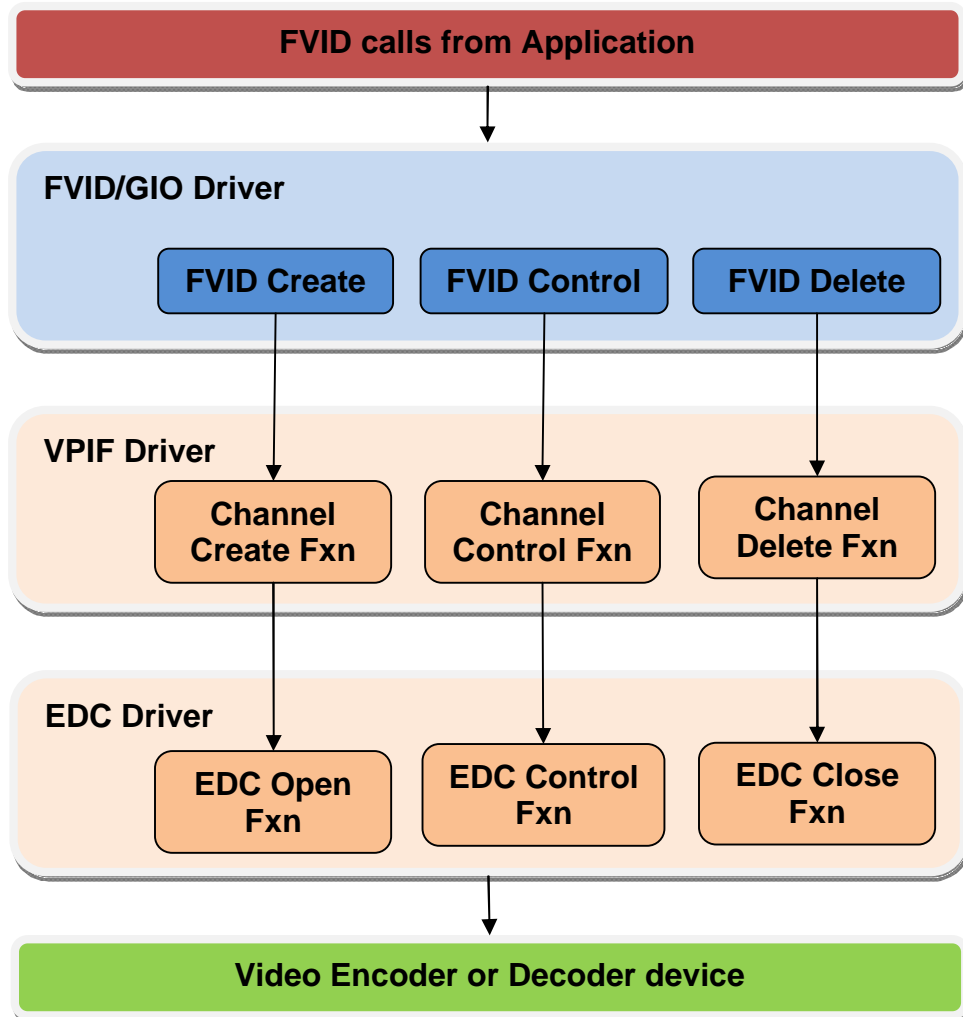 FVID calls from Application
FVID/GIO Driver
FVID Create
FVID Control
FVID Delete
VPIF Driver
Channel
Create Fxn
Channel
Control Fxn
Channel
Delete Fxn
EDC Driver
EDC Open
Fxn
EDC Control
Fxn
EDC Close
Fxn
Video Encoder or Decoder device